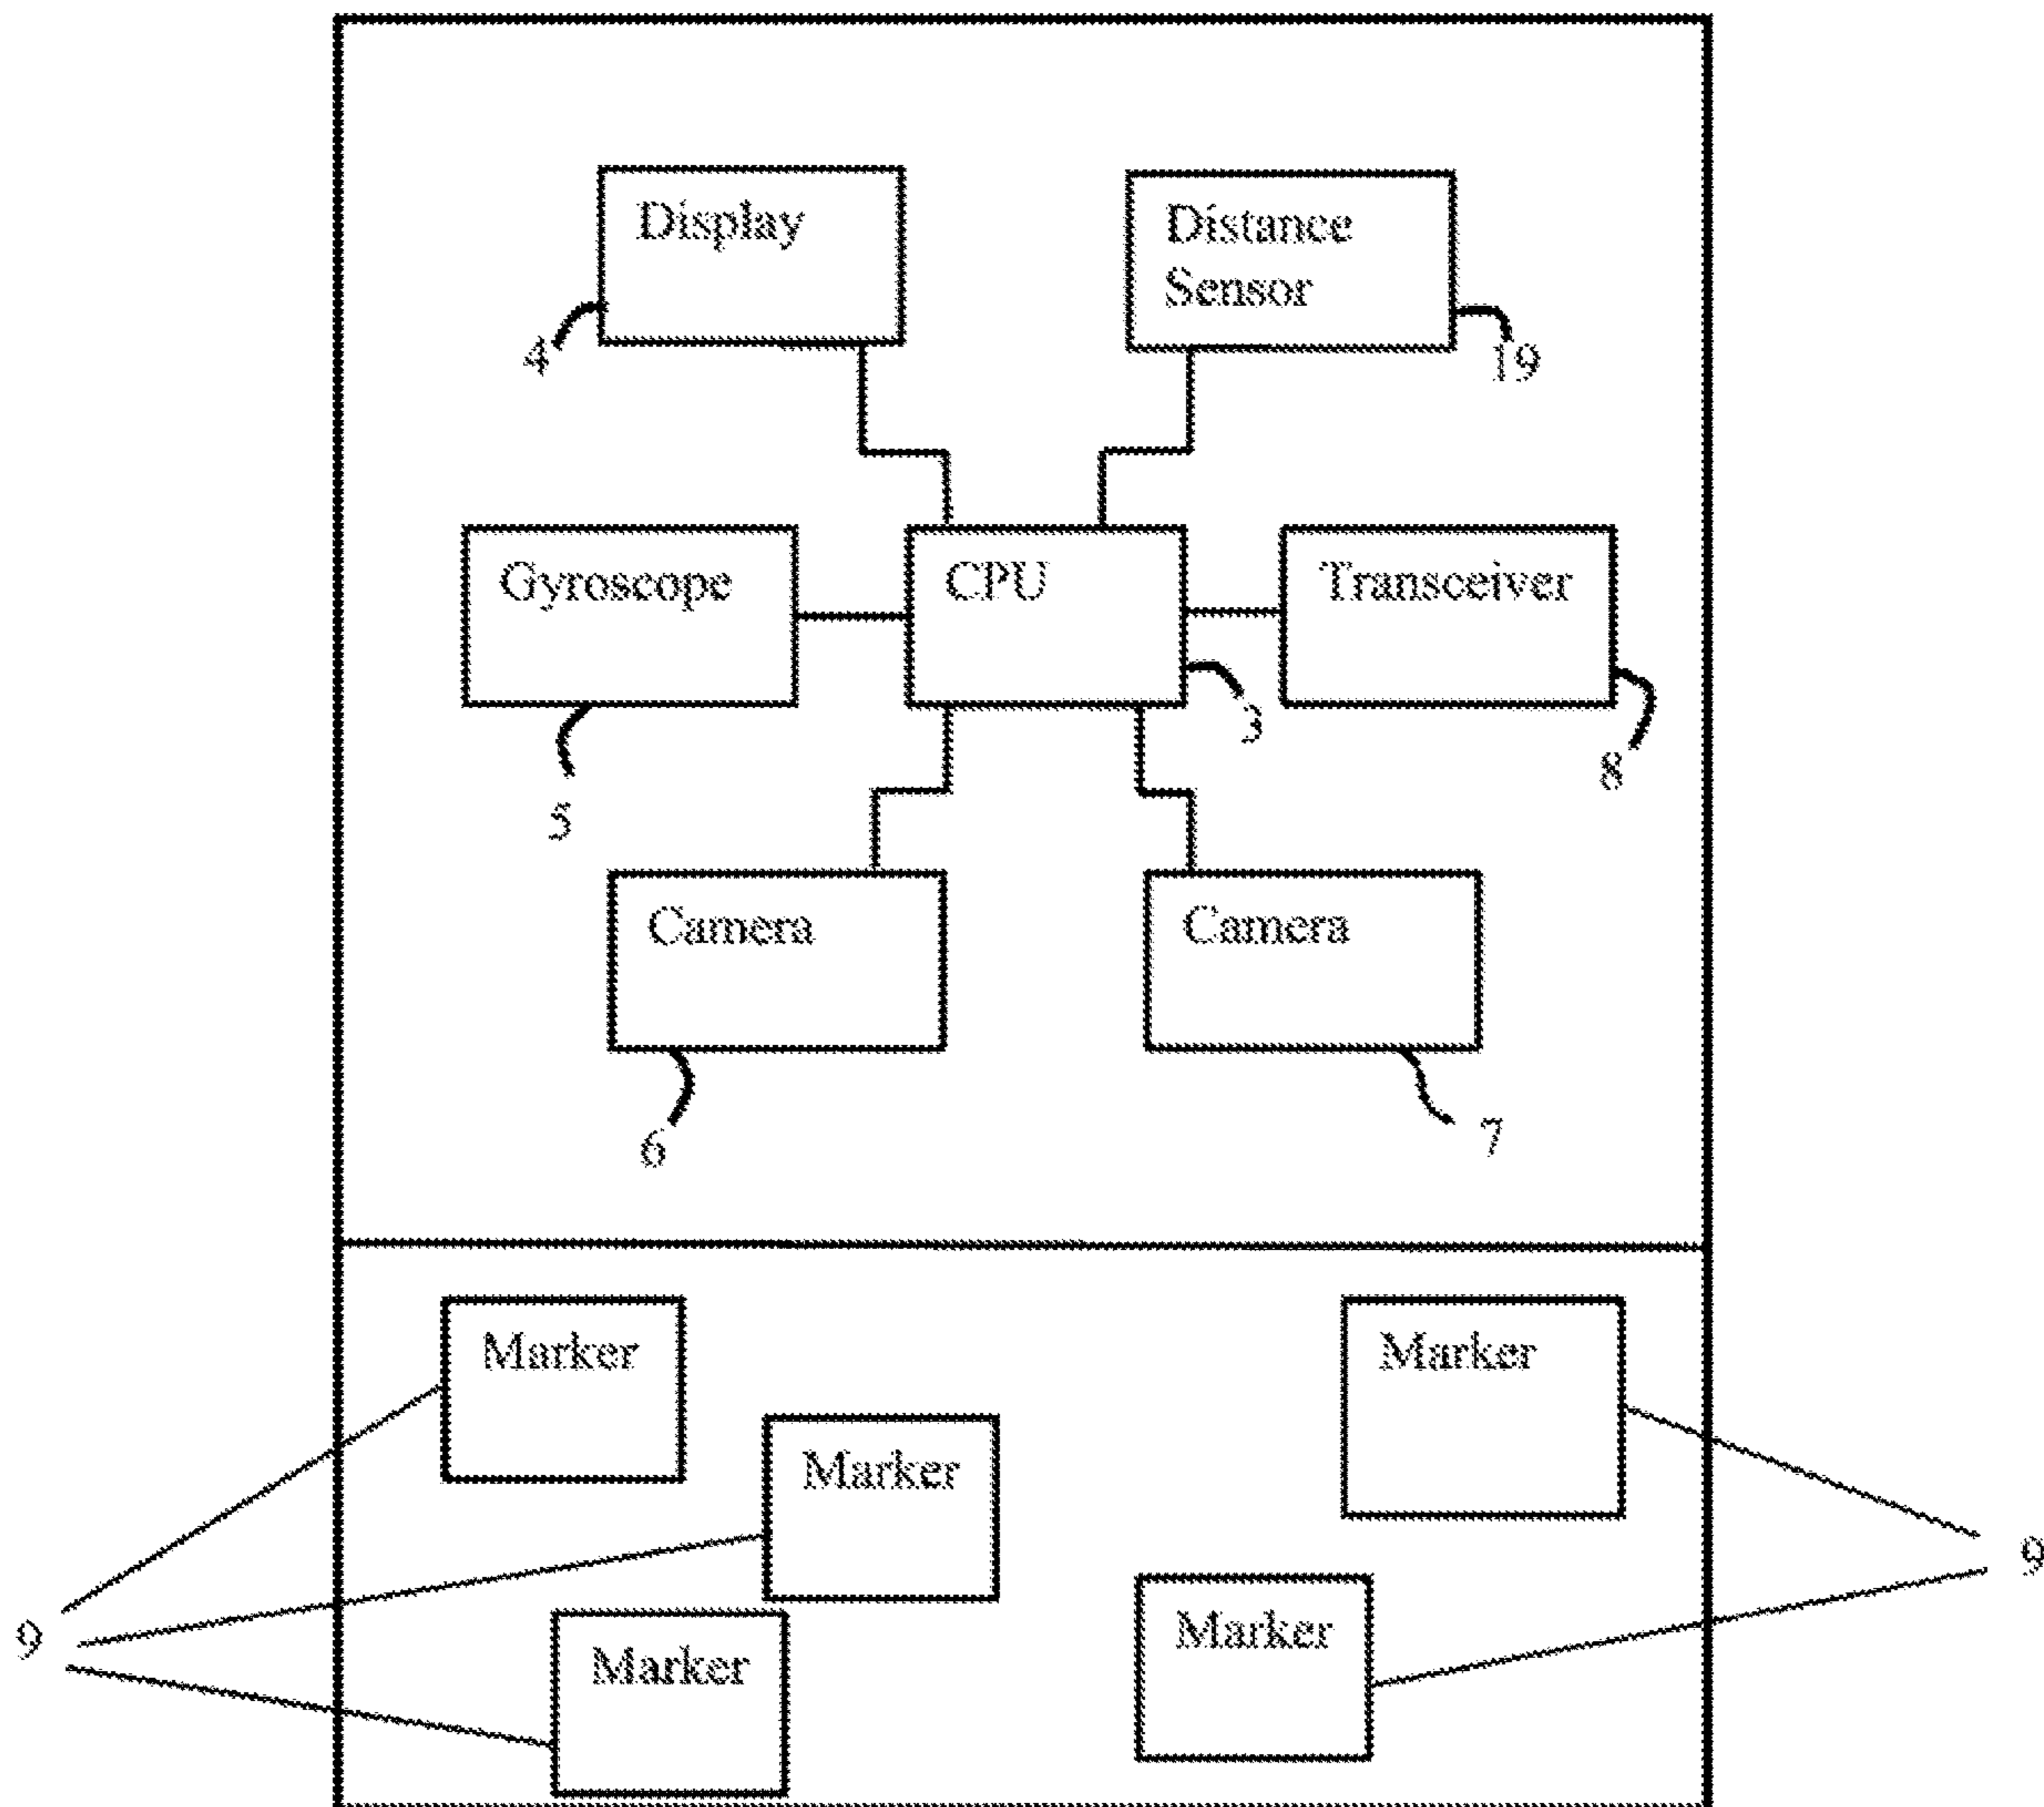 Display
Distance
Sensor
4
19
Gyroscope
CPU
Transceiver
3
8
5
Camera
Camera
6
7
Marker
Marker
Marker
9
Marker
Marker
9